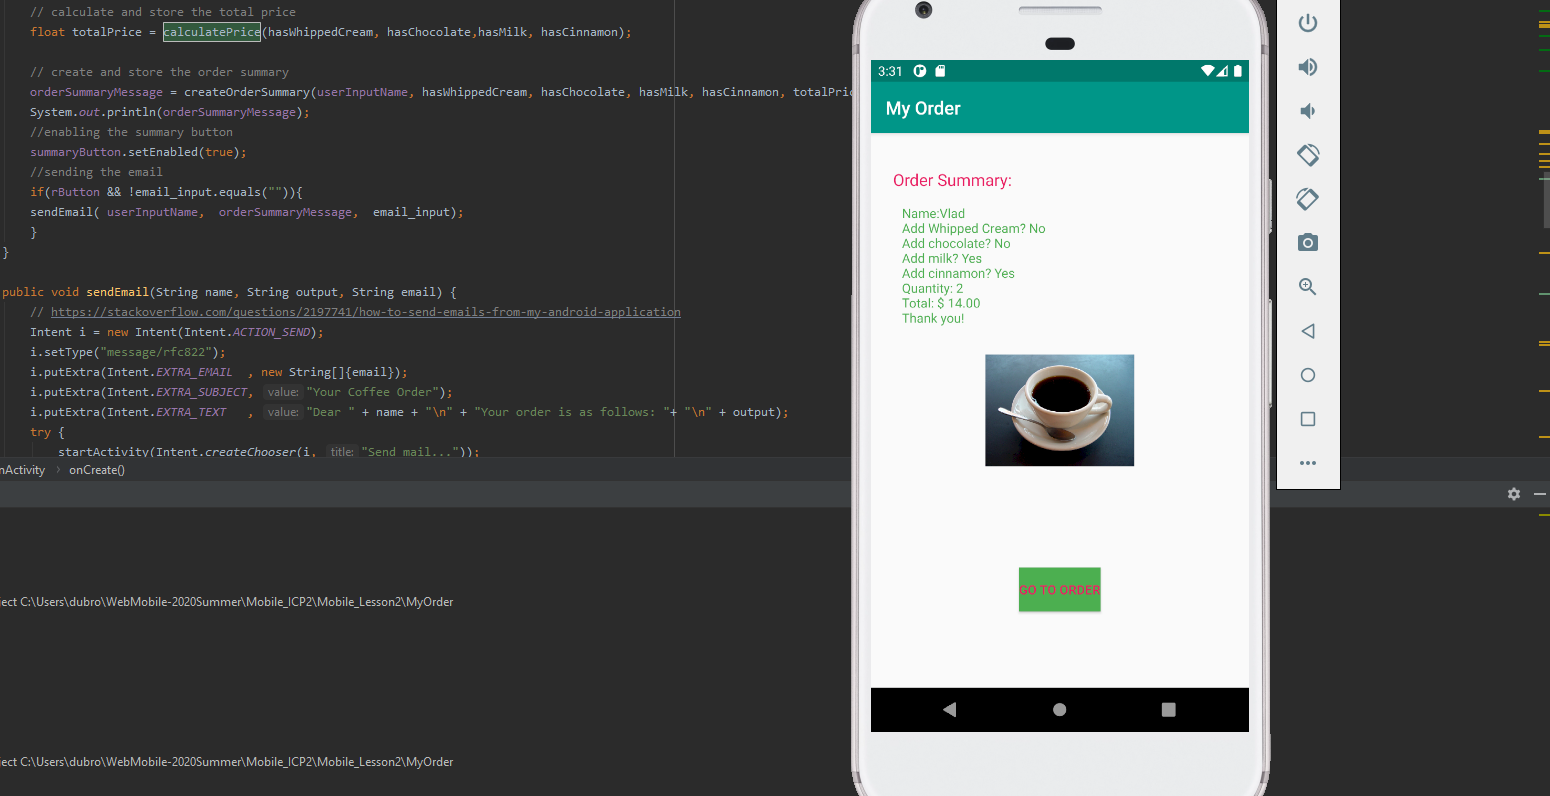 // calculate and store the total price
float totalPrice = calculatePrice(hasWhippedCream, hasChocolate,hasMilk, hasCinnamon);
// create and store the order summary
orderSummaryMessage = createOrderSummary(userInputName, hasWhippedCream, hasChocolate, hasMilk, hasCinnamon, totalPric
System.out.println(orderSummaryMessage);
//enabling the summary button
summaryButton.setEnabled(true);
//sending the email
if(rButton && !email_input.equals("")){
sendEmail( userInputName,  orderSummaryMessage,  email_input);
}
}
public void sendEmail(String name, String output, String email) {
// https://stackoverflow.com/questions/2197741/how-to-send-emails-from-my-android-application
Intent i = new Intent(Intent.ACTION_SEND);
i.setType("message/rfc822");
i.putExtra(Intent.EXTRA_EMAIL  , new String[]{email});
i.putExtra(Intent.EXTRA_SUBJECT, value: "Your Coffee Order");
i.putExtra(Intent.EXTRA_TEXT   , value: "Dear " + name + "\n" + "Your order is as follows: "+ "\n" + output);
try {
startActivity(Intent.createChooser(i, title: "Send mail..."));
nActivity › onCreate()
ject C:\Users\dubro\WebMobile-2020Summer\Mobile_ICP2\Mobile_Lesson2\MyOrder
ject C:\Users\dubro\WebMobile-2020Summer\Mobile_ICP2\Mobile_Lesson2\MyOrder
3:31
My Order
Order Summary:
Name:Vlad
Add Whipped Cream? No
Add chocolate? No
Add milk? Yes
Add cinnamon? Yes
Quantity: 2
Total: $ 14.00
Thank you!
GO TO ORDER